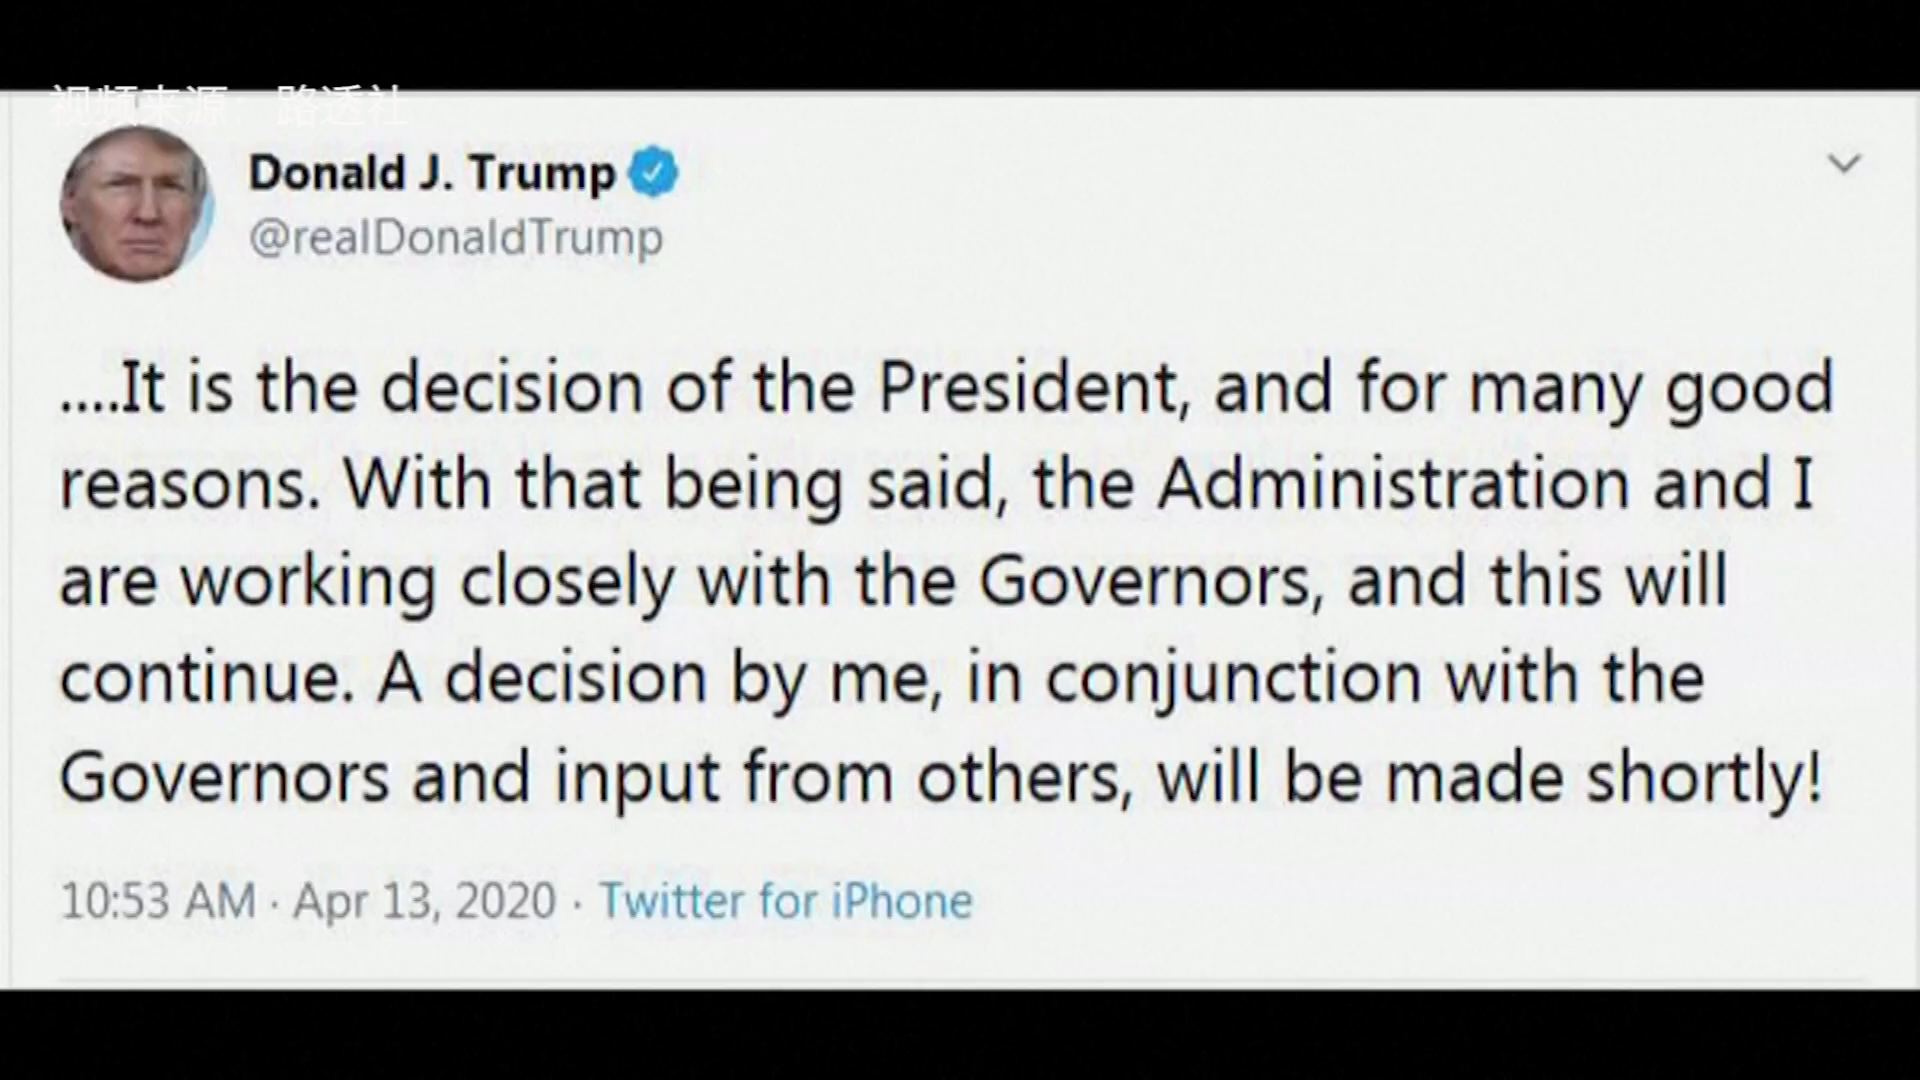 视频来源：路透社
Donald J. Trump
@realDonaldTrump
....It is the decision of the President, and for many good
reasons. With that being said, the Administration and I
are working closely with the Governors, and this will
continue. A decision by me, in conjunction with the
Governors and input from others, will be made shortly!
10:53 AM · Apr 13, 2020 · Twitter for iPhone